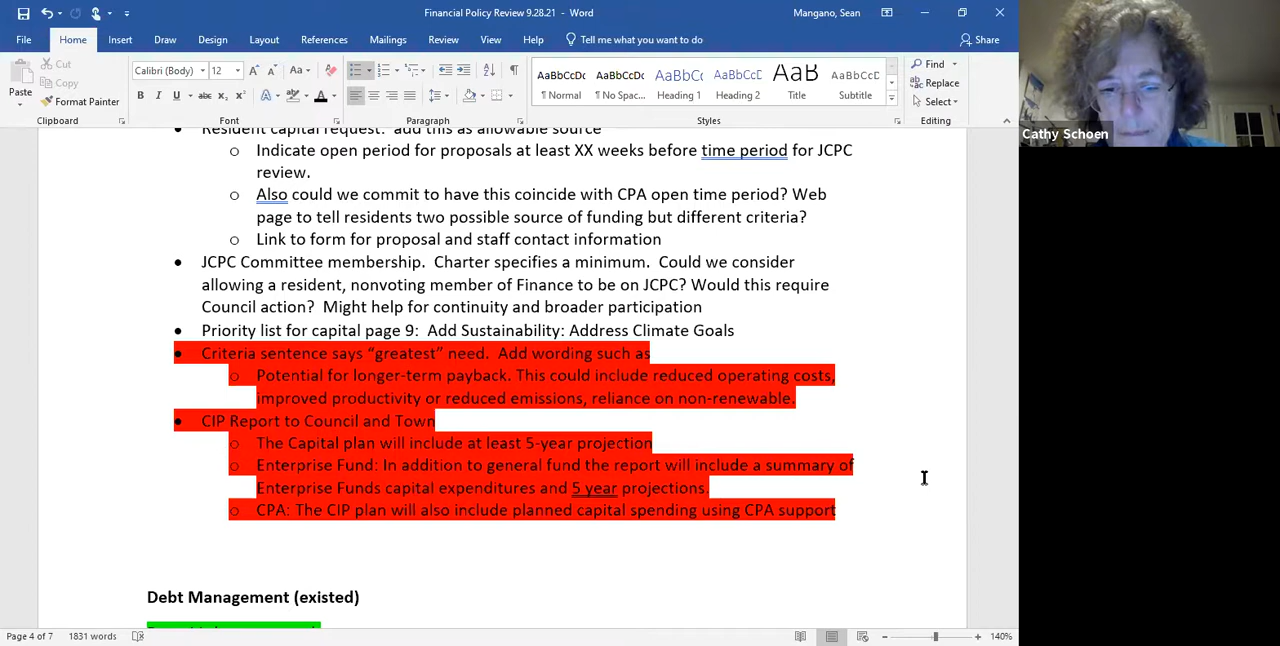 Financial Policy Review 9.28.21 - Word
Mangano, Sean
File Home Insert Draw Design Layout References Mailings Review View Help Tell me what you want to do Share
Paste
Cut
Copy
Format Painter
Clipboard
Calibri (Body) 12
Font
Paragraph
AaBbCcDc AaBbCcDc AaBbC AaBbCcD AaB AaBbCcD
¶ Normal ¶ No Spac... Heading 1 Heading 2 Title Subtitle
Styles
Find
Replace
Select
Editing
Cathy Schoen
• Resident capital request: add this as allowable source
o Indicate open period for proposals at least XX weeks before time period for JCPC
review.
o Also could we commit to have this coincide with CPA open time period? Web
page to tell residents two possible source of funding but different criteria?
o Link to form for proposal and staff contact information
• JCPC Committee membership. Charter specifies a minimum. Could we consider
allowing a resident, nonvoting member of Finance to be on JCPC? Would this require
Council action? Might help for continuity and broader participation
• Priority list for capital page 9: Add Sustainability: Address Climate Goals
• Criteria sentence says “greatest” need. Add wording such as
o Potential for longer-term payback. This could include reduced operating costs,
improved productivity or reduced emissions, reliance on non-renewable.
• CIP Report to Council and Town
o The Capital plan will include at least 5-year projection
o Enterprise Fund: In addition to general fund the report will include a summary of
Enterprise Funds capital expenditures and 5 year projections.
o CPA: The CIP plan will also include planned capital spending using CPA support
Debt Management (existed)
Page 4 of 7 1831 words 140%